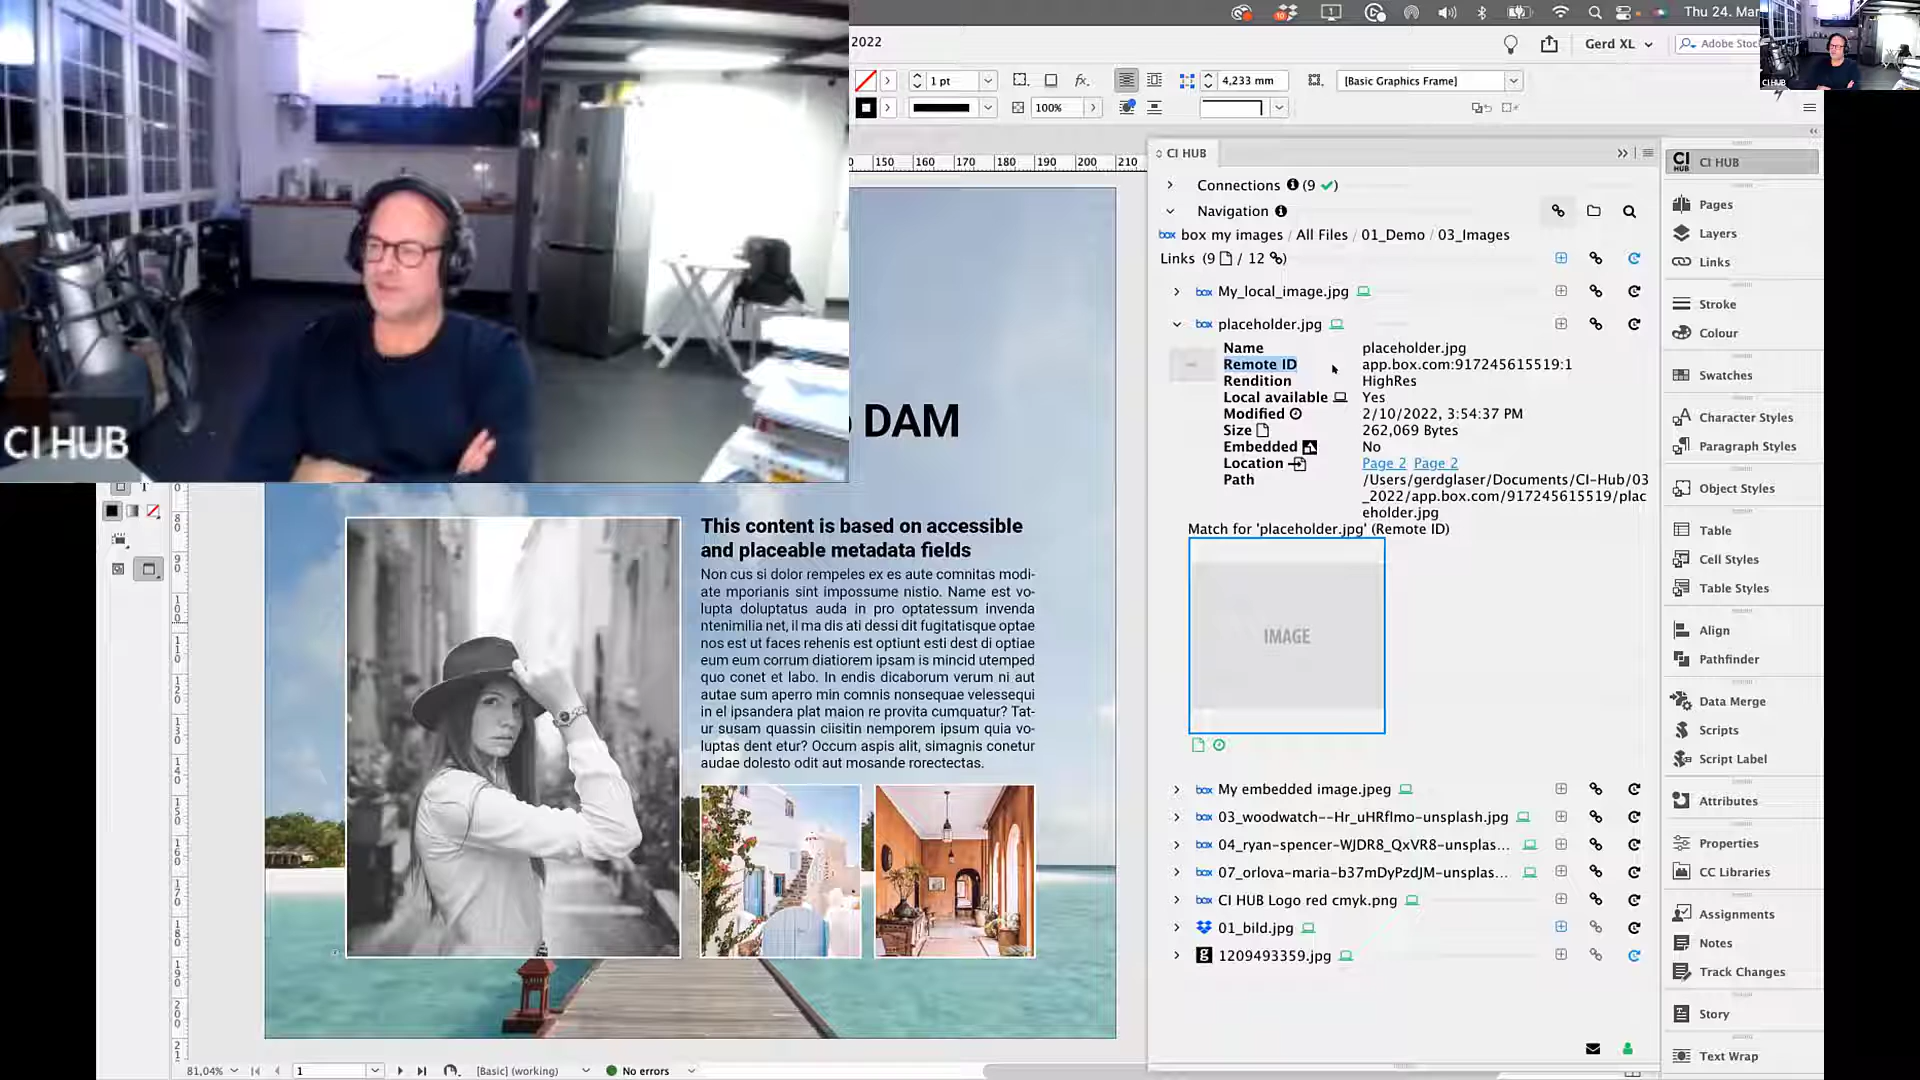 Thu 24. Mar
2022
Gerd XL
Adobe Stoc
1 pt
fx.
4,233 mm
[Basic Graphics Frame]
100%
CI HUB
150 160 170 180 190 200 210
CI HUB
CI HUB
CI HUB
Connections (9 )
Navigation
box my images / All Files / 01_Demo / 03_Images
Links (9 / 12 )
box My_local_image.jpg
box placeholder.jpg
Name placeholder.jpg
Remote ID app.box.com:917245615519:1
Rendition HighRes
Local available Yes
Modified 2/10/2022, 3:54:37 PM
Size 262,069 Bytes
Embedded No
Location Page 2 Page 2
Path /Users/gerdglaser/Documents/CI-Hub/03
_2022/app.box.com/917245615519/plac
eholder.jpg
Match for 'placeholder.jpg' (Remote ID)
IMAGE
box My embedded image.jpeg
box 03_woodwatch--Hr_uHRfImo-unsplash.jpg
box 04_ryan-spencer-WJDR8_QxVR8-unsplas...
box 07_orlova-maria-b37mDyPzdJM-unsplas...
box CI HUB Logo red cmyk.png
01_bild.jpg
g 1209493359.jpg
Pages
Layers
Links
Stroke
Colour
Swatches
Character Styles
Paragraph Styles
Object Styles
Table
Cell Styles
Table Styles
Align
Pathfinder
Data Merge
Scripts
Script Label
Attributes
Properties
CC Libraries
Assignments
Notes
Track Changes
Story
Text Wrap
DAM
This content is based on accessible
and placeable metadata fields
Non cus si dolor rempeles ex es aute comnitas modi-
ate mporianis sint impossume nistio. Name est vo-
lupta doluptatus auda in pro optatessum invenda
ntenimilia net, il ma dis ati dessi dit fugitatisque optae
nos est ut faces rehenis est optiunt esti dest di optiae
eum eum corrum diatiorem ipsam is mincid utemped
quo conet et labo. In endis dicaborum verum ni aut
autae sum aperro min comnis nonsequae velessequi
in el ipsandera plat maion re provita cumquatur? Tat-
ur susam quassin ciisitin nemporem ipsum quia vo-
luptas dent etur? Occum aspis alit, simagnis conetur
audae dolesto odit aut mosande rorectectas.
81,04%
1
[Basic] (working)
No errors